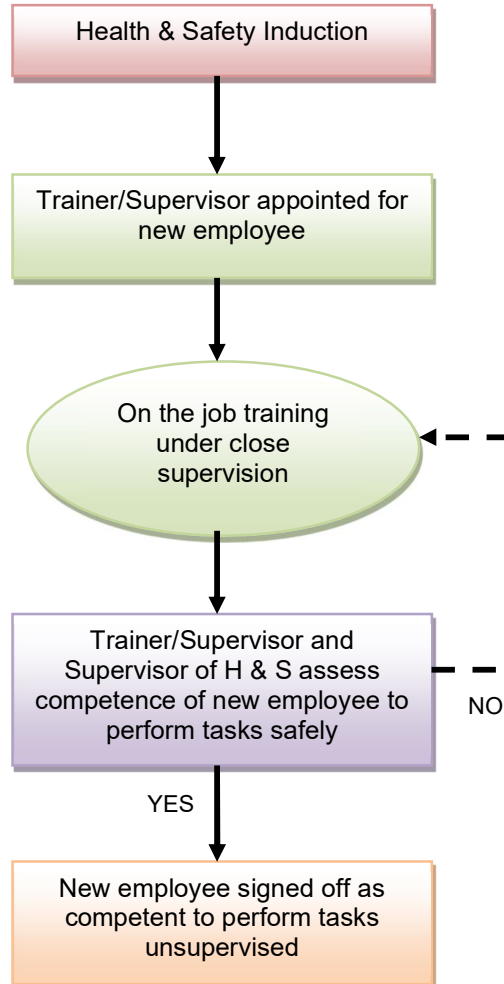 Health & Safety Induction
Trainer/Supervisor appointed for
new employee
On the job training
under close
supervision
Trainer/Supervisor and
Supervisor of H & S assess
competence of new employee to
perform tasks safely
NO
YES
New employee signed off as
competent to perform tasks
unsupervised